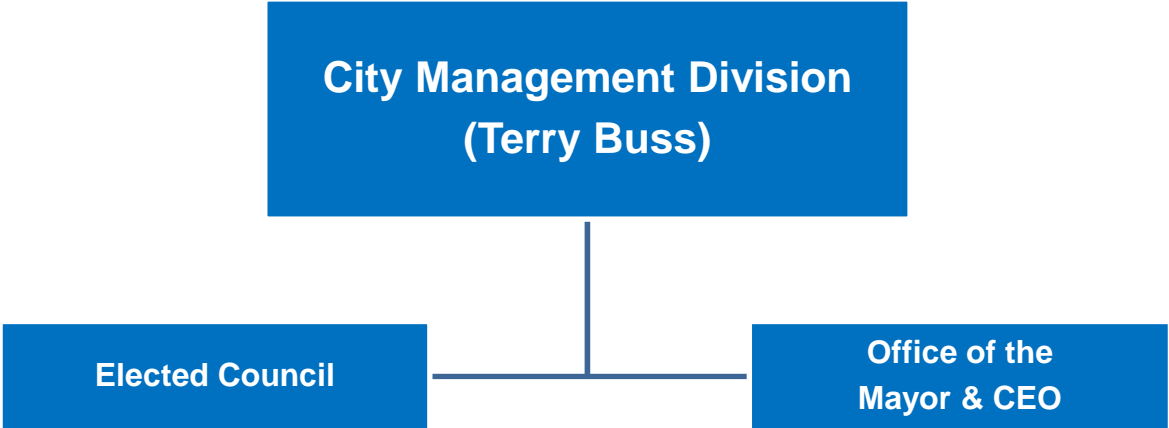 City Management Division
(Terry Buss)
Elected Council
Office of the
Mayor & CEO